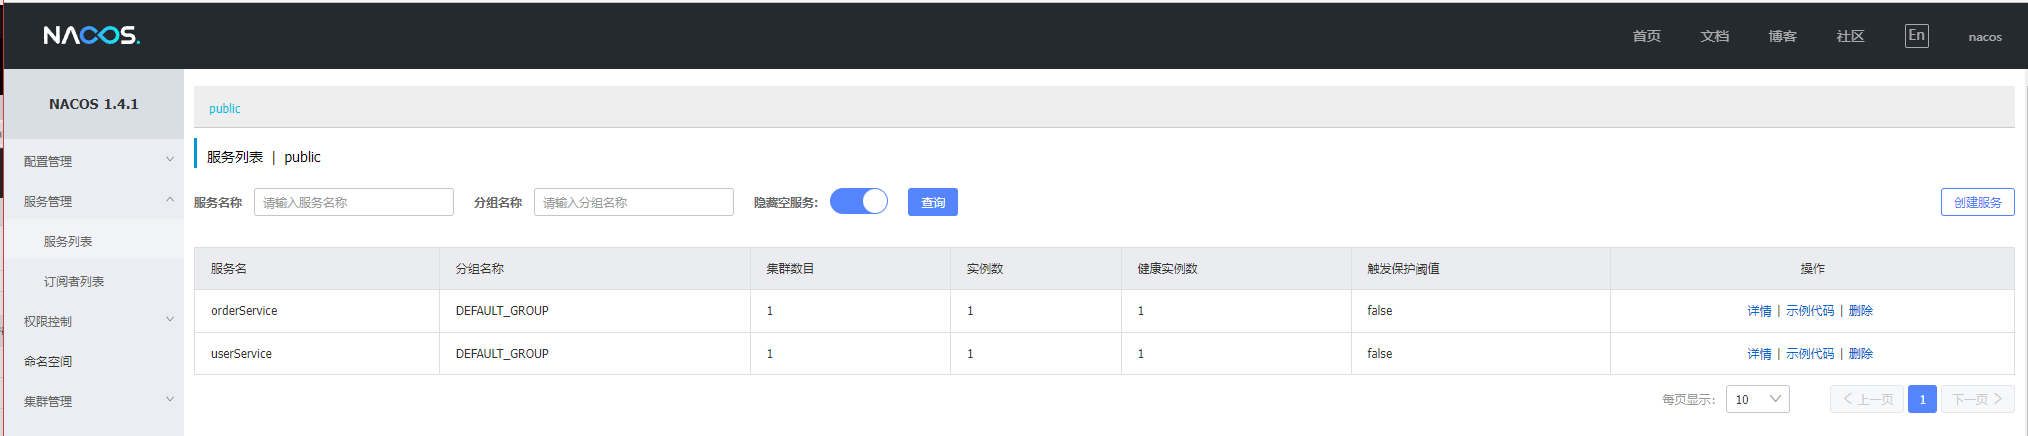 NACOS.
首页 文档 博客 社区 En nacos
NACOS 1.4.1
配置管理
服务管理
服务列表
订阅者列表
权限控制
命名空间
集群管理
public
服务列表 | public
服务名称 请输入服务名称 分组名称 请输入分组名称 隐藏空服务: 查询 创建服务
服务名 分组名称 集群数目 实例数 健康实例数 触发保护阈值 操作
orderService DEFAULT_GROUP 1 1 1 false 详情 | 示例代码 | 删除
userService DEFAULT_GROUP 1 1 1 false 详情 | 示例代码 | 删除
每页显示: 10 上一页 1 下一页